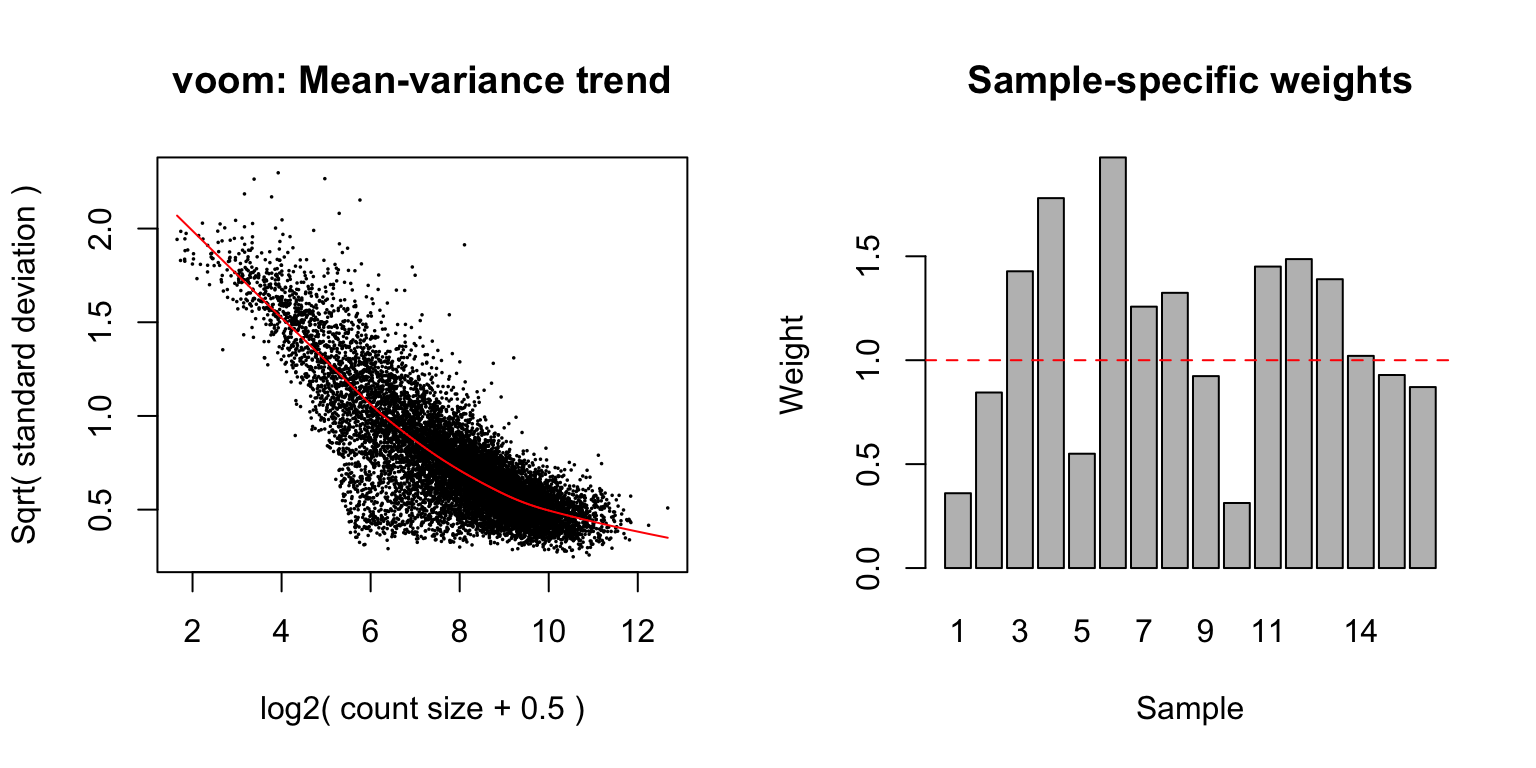 voom: Mean-variance trend
Sqrt( standard deviation )
2.0
1.5
1.0
0.5
2 4 6 8 10 12
log2( count size + 0.5 )
Sample-specific weights
Weight
1.5
1.0
0.5
0.0
1 3 5 7 9 11 14
Sample